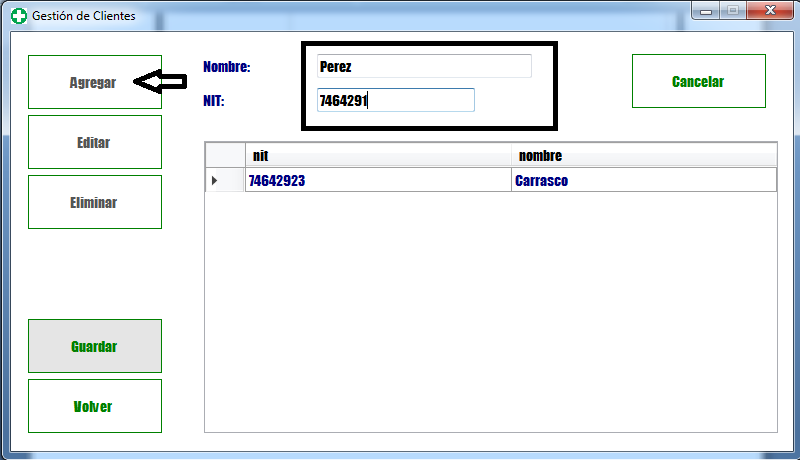 Gestión de Clientes
Agregar
Nombre: Perez
Cancelar
NIT: 7464291
Editar
nit nombre
74642923 Carrasco
Eliminar
Guardar
Volver